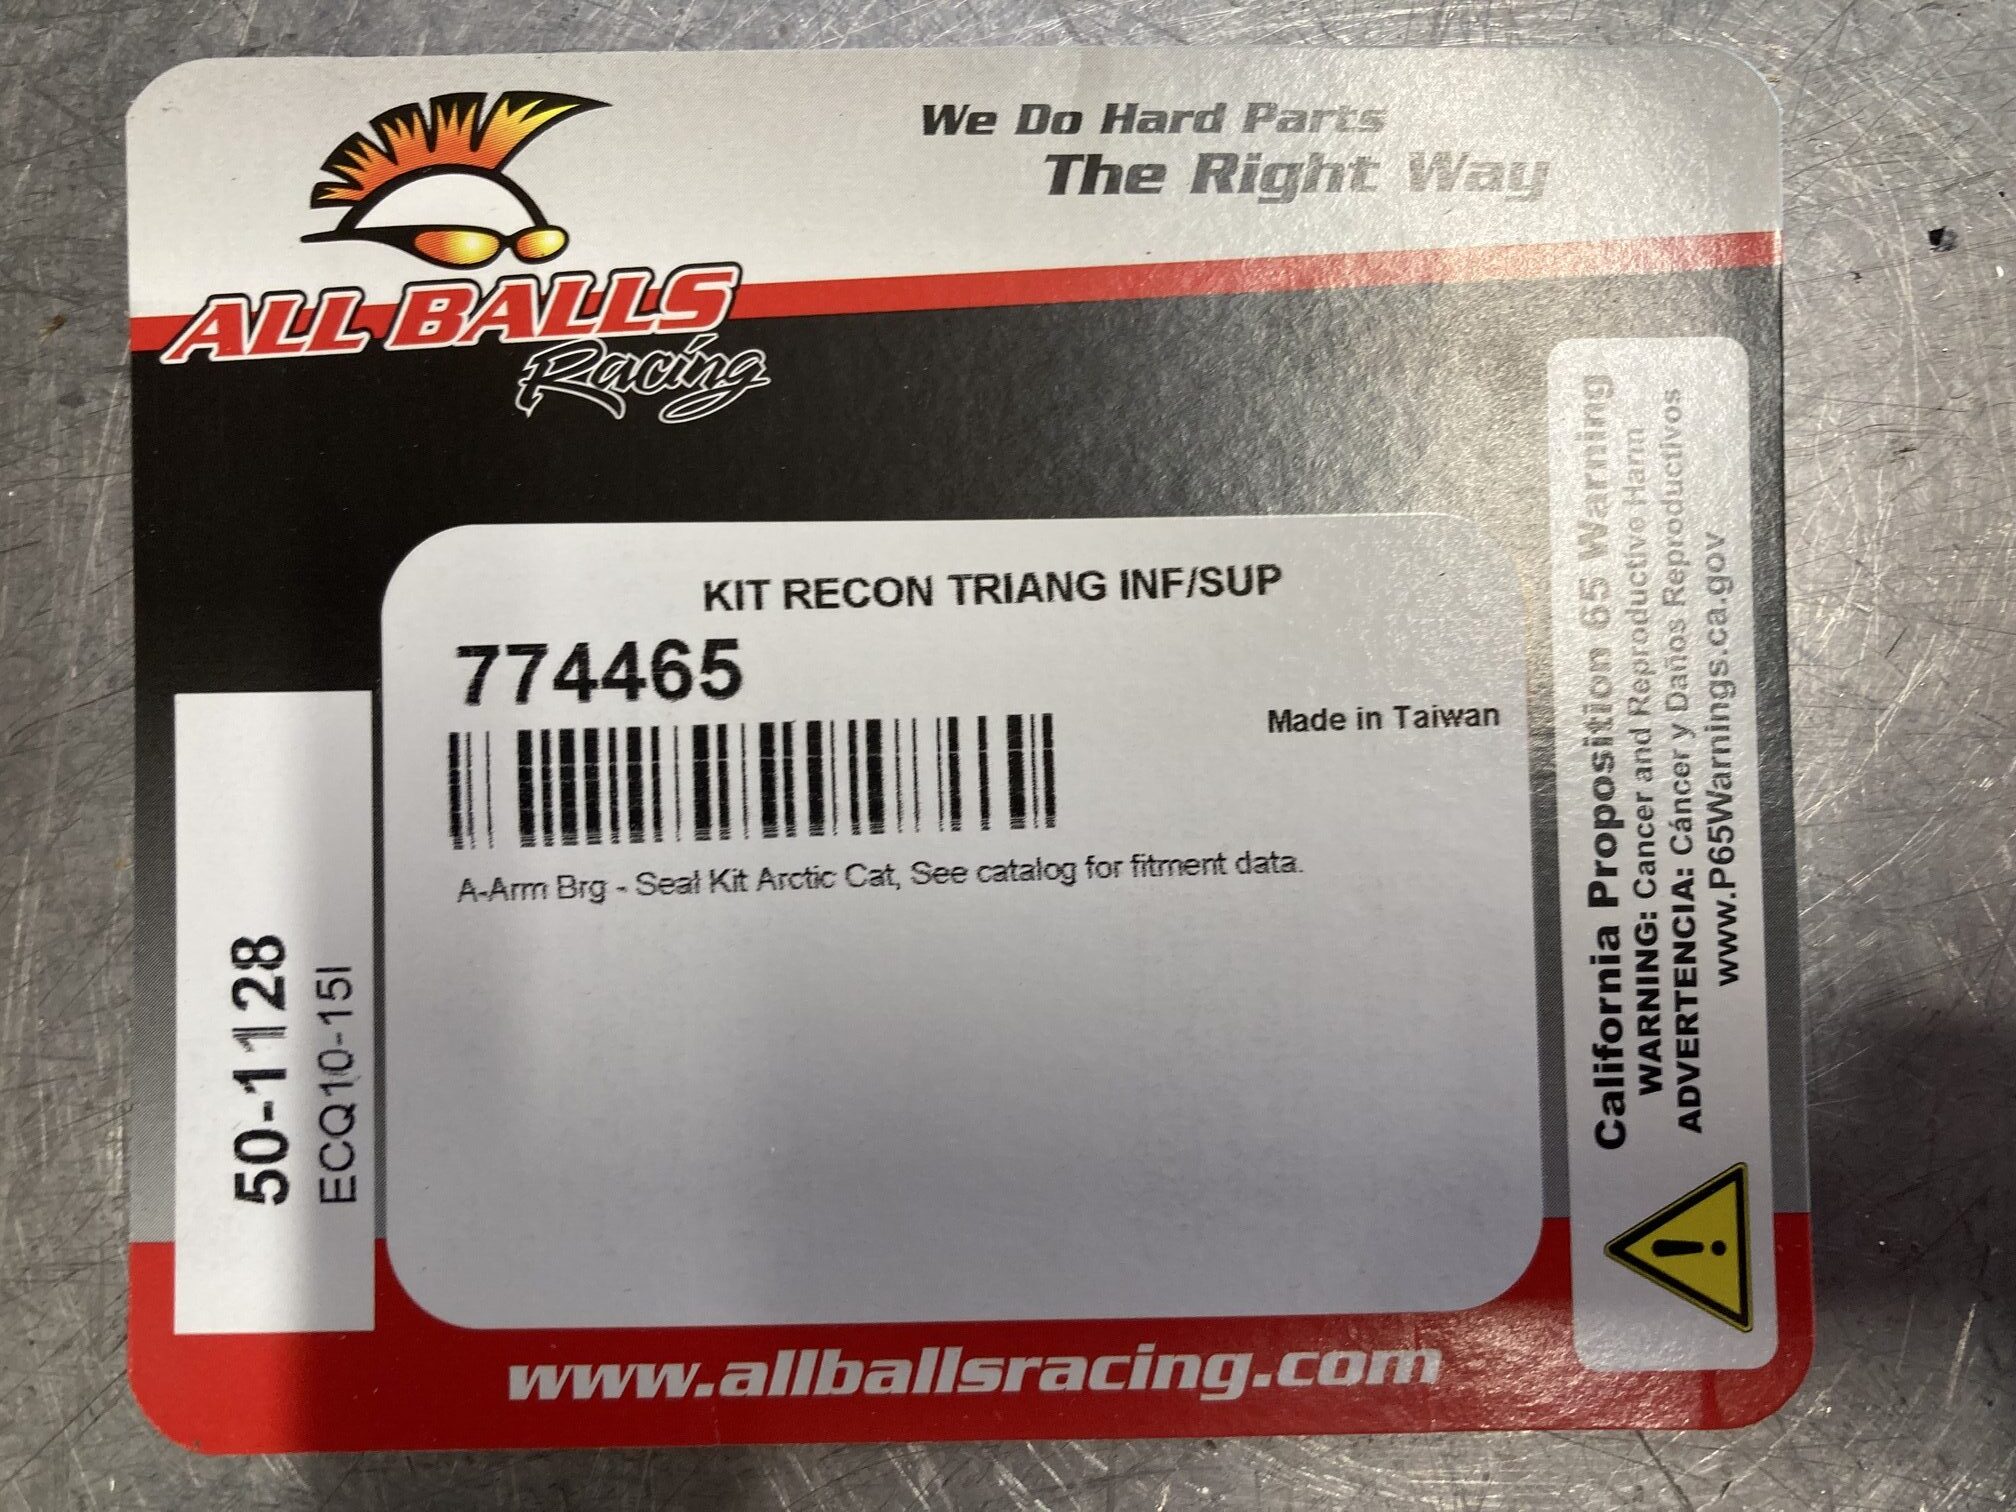 We Do Hard Parts
The Right Way
ALL BALLS
Racing
KIT RECON TRIANG INF/SUP
774465
Made in Taiwan
A-Arm Brg - Seal Kit Arctic Cat, See catalog for fitment data.
50-1128
ECQ10-15I
California Proposition 65 Warning
WARNING: Cancer and Reproductive Harm
ADVERTENCIA: Cáncer y Daños Reproductivos
www.P65Warnings.ca.gov
www.allballsracing.com